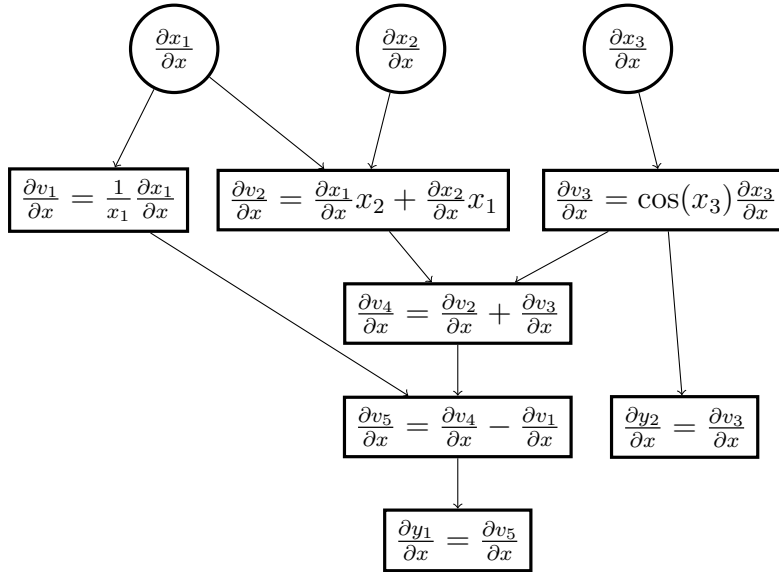 ∂x₁/∂x ∂x₂/∂x ∂x₃/∂x
∂v₁/∂x = 1/x₁ ∂x₁/∂x ∂v₂/∂x = ∂x₁/∂x x₂ + ∂x₂/∂x x₁ ∂v₃/∂x = cos(x₃) ∂x₃/∂x
∂v₄/∂x = ∂v₂/∂x + ∂v₃/∂x
∂v₅/∂x = ∂v₄/∂x − ∂v₁/∂x ∂y₂/∂x = ∂v₃/∂x
∂y₁/∂x = ∂v₅/∂x